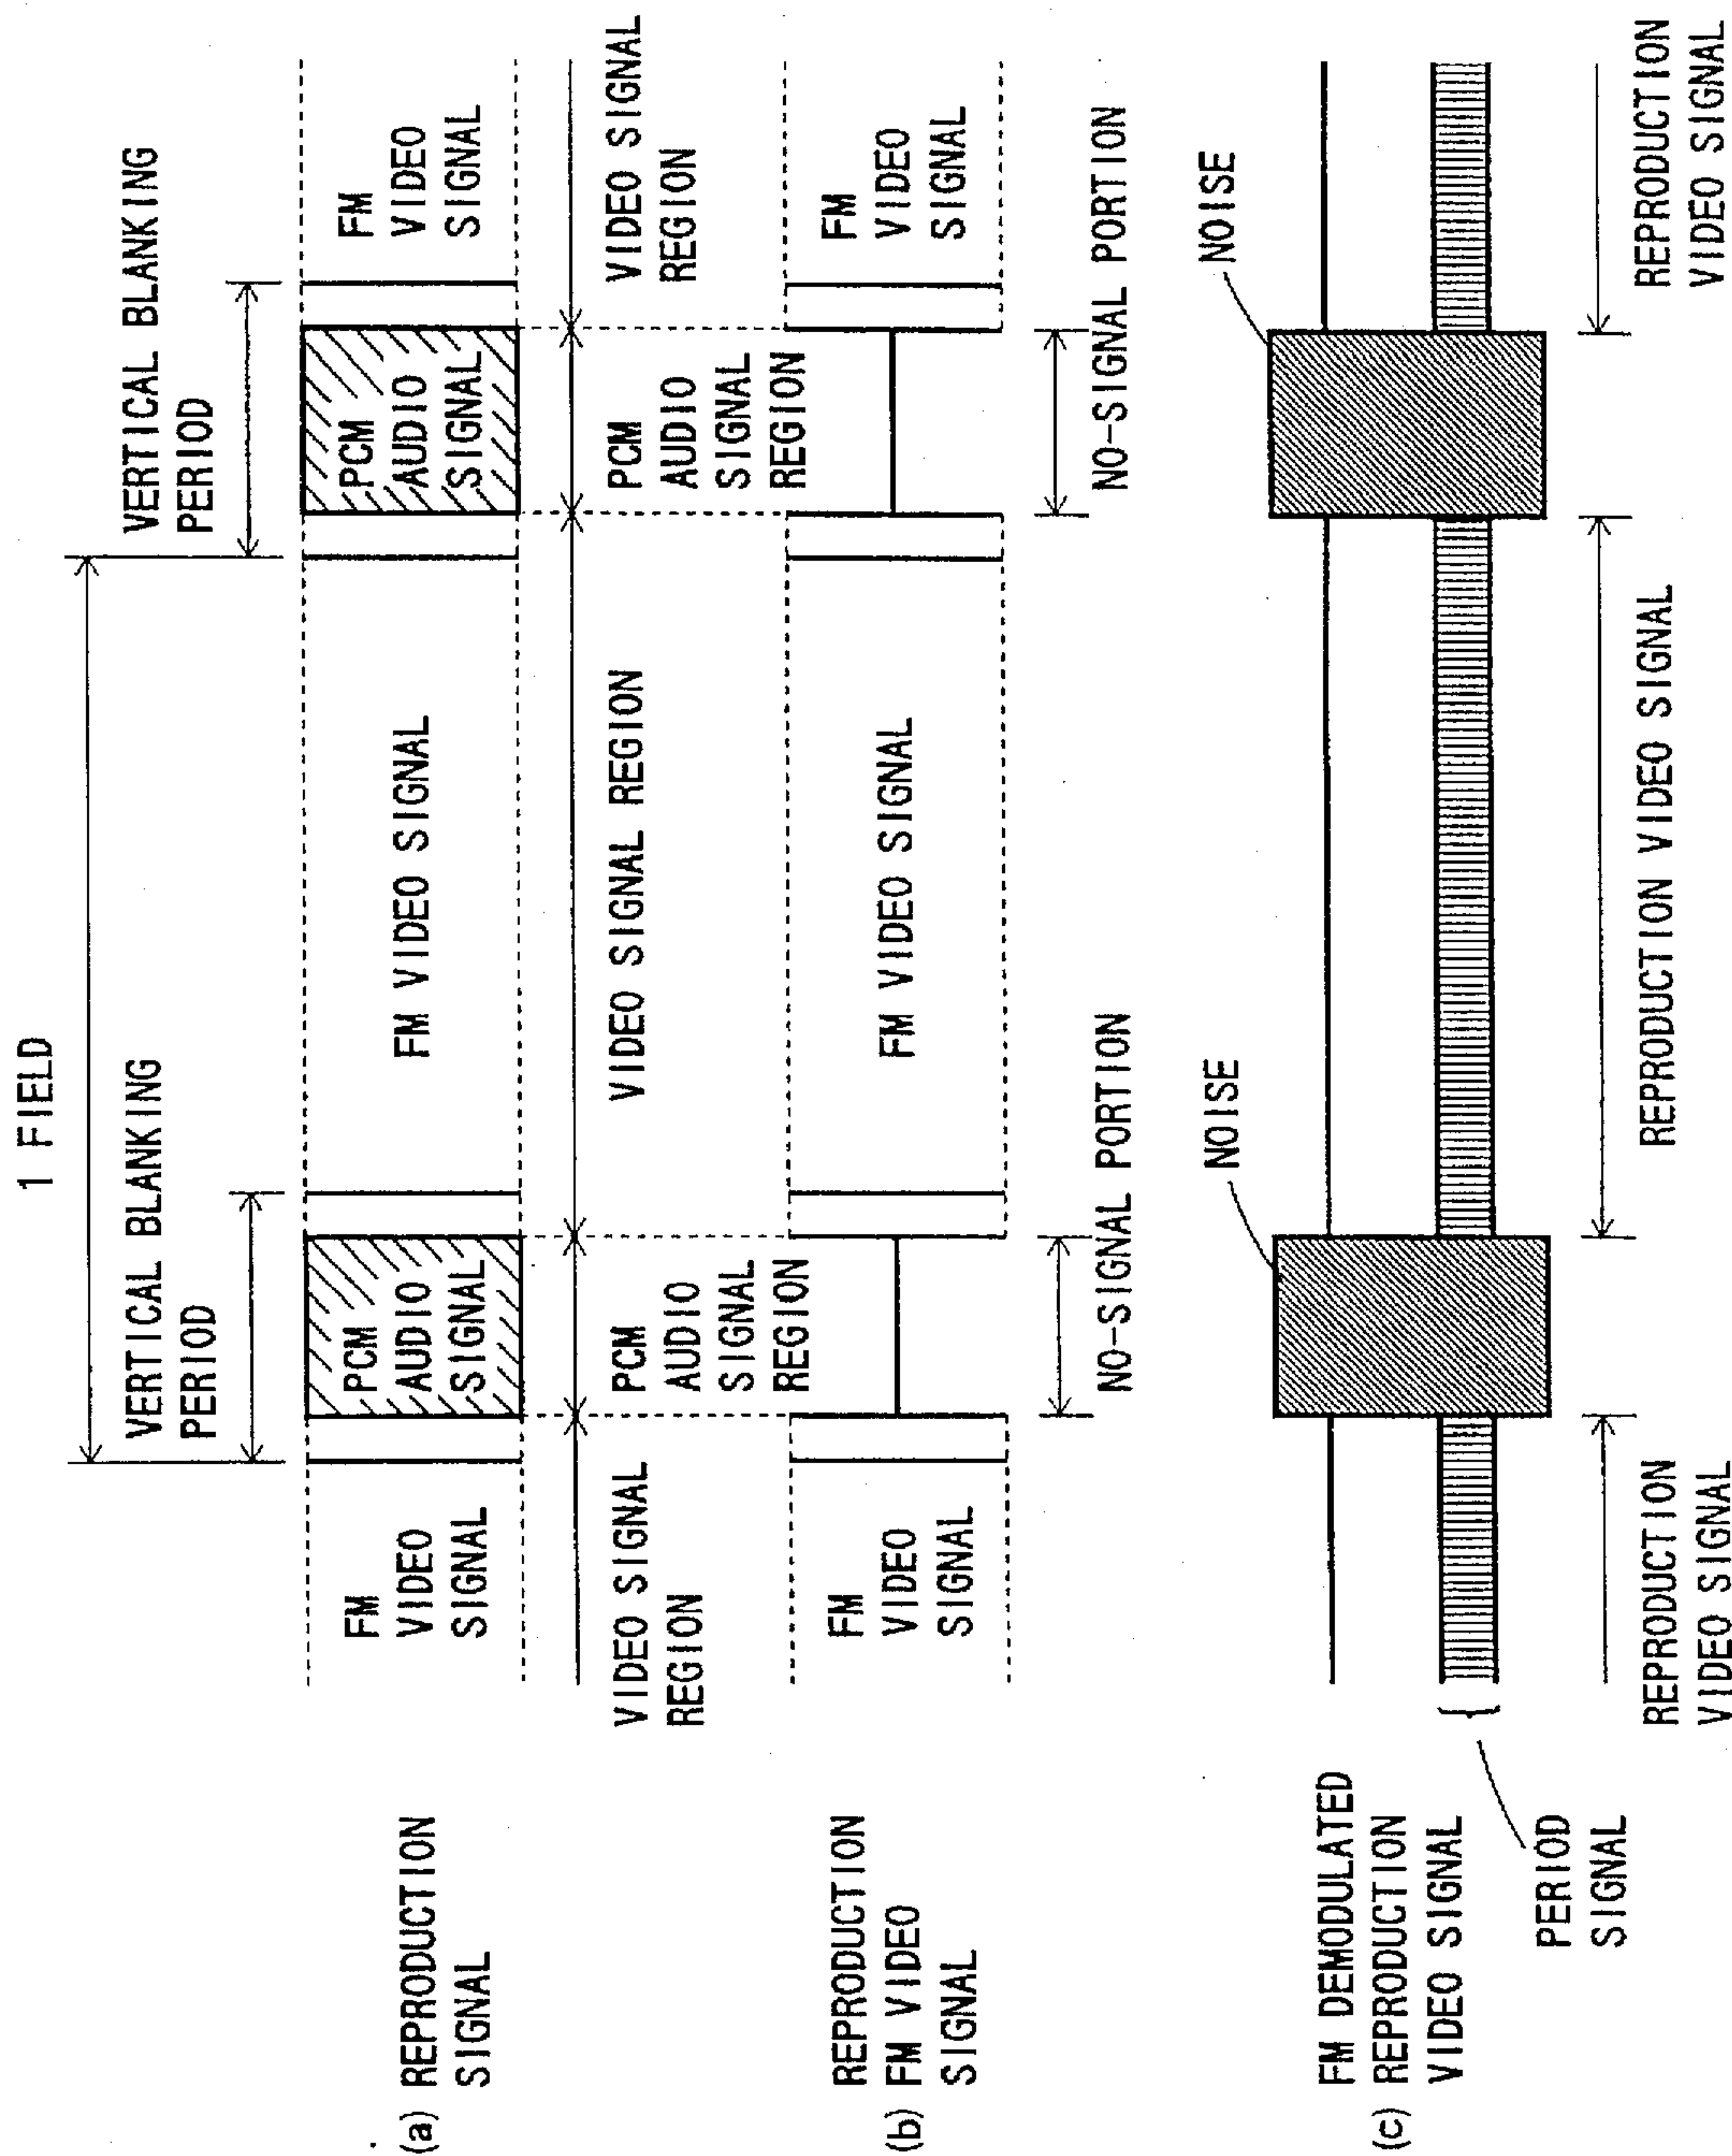 1 FIELD
VERTICAL BLANKING
PERIOD
VERTICAL BLANKING
PERIOD
(a) REPRODUCTION
SIGNAL
FM
VIDEO
SIGNAL
PCM
AUDIO
SIGNAL
FM VIDEO SIGNAL
PCM
AUDIO
SIGNAL
FM
VIDEO
SIGNAL
VIDEO SIGNAL
REGION
PCM
AUDIO
SIGNAL
REGION
VIDEO SIGNAL REGION
PCM
AUDIO
SIGNAL
REGION
VIDEO SIGNAL
REGION
REPRODUCTION
(b) FM VIDEO
SIGNAL
FM
VIDEO
SIGNAL
FM VIDEO SIGNAL
FM
VIDEO
SIGNAL
NO-SIGNAL PORTION
NO-SIGNAL PORTION
NOISE
NOISE
FM DEMODULATED
(c) REPRODUCTION
VIDEO SIGNAL
PERIOD
SIGNAL
REPRODUCTION
VIDEO SIGNAL
REPRODUCTION VIDEO SIGNAL
REPRODUCTION
VIDEO SIGNAL